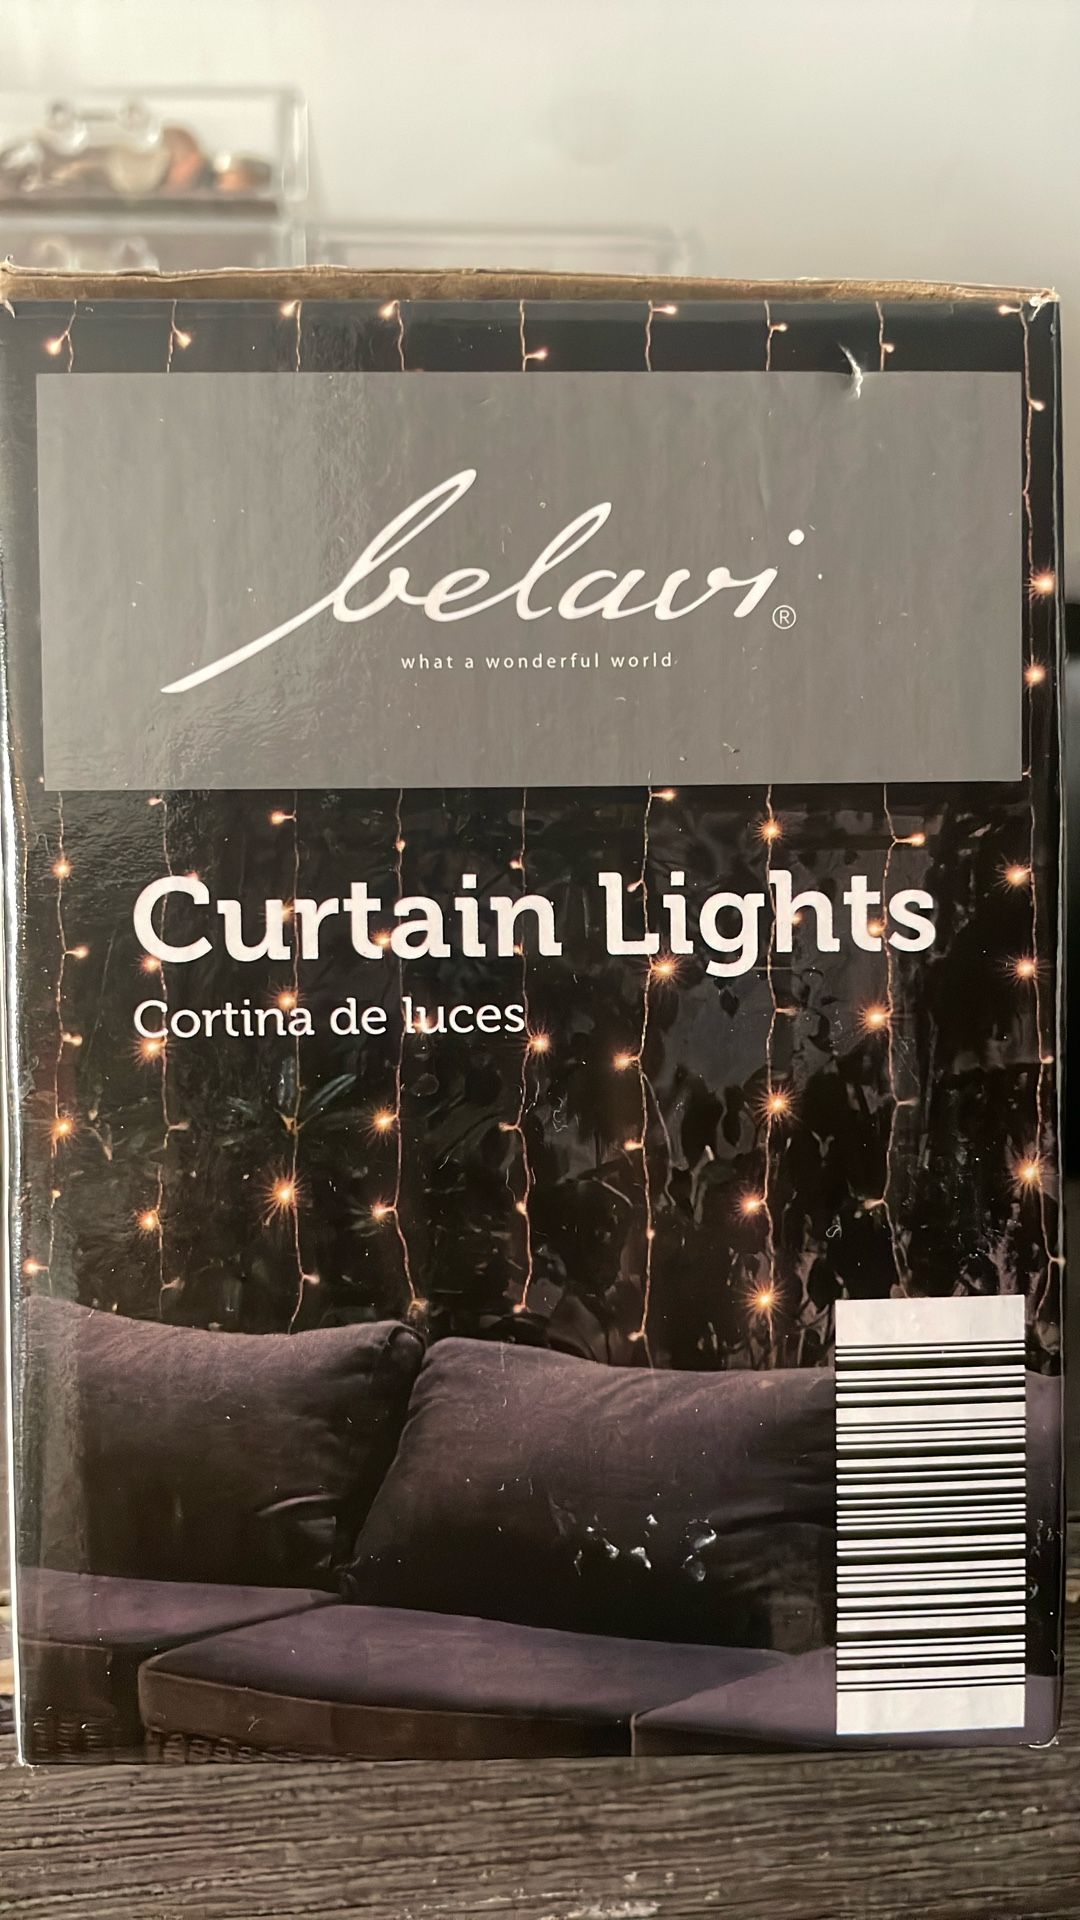 belavi®
what a wonderful world
Curtain Lights
Cortina de luces